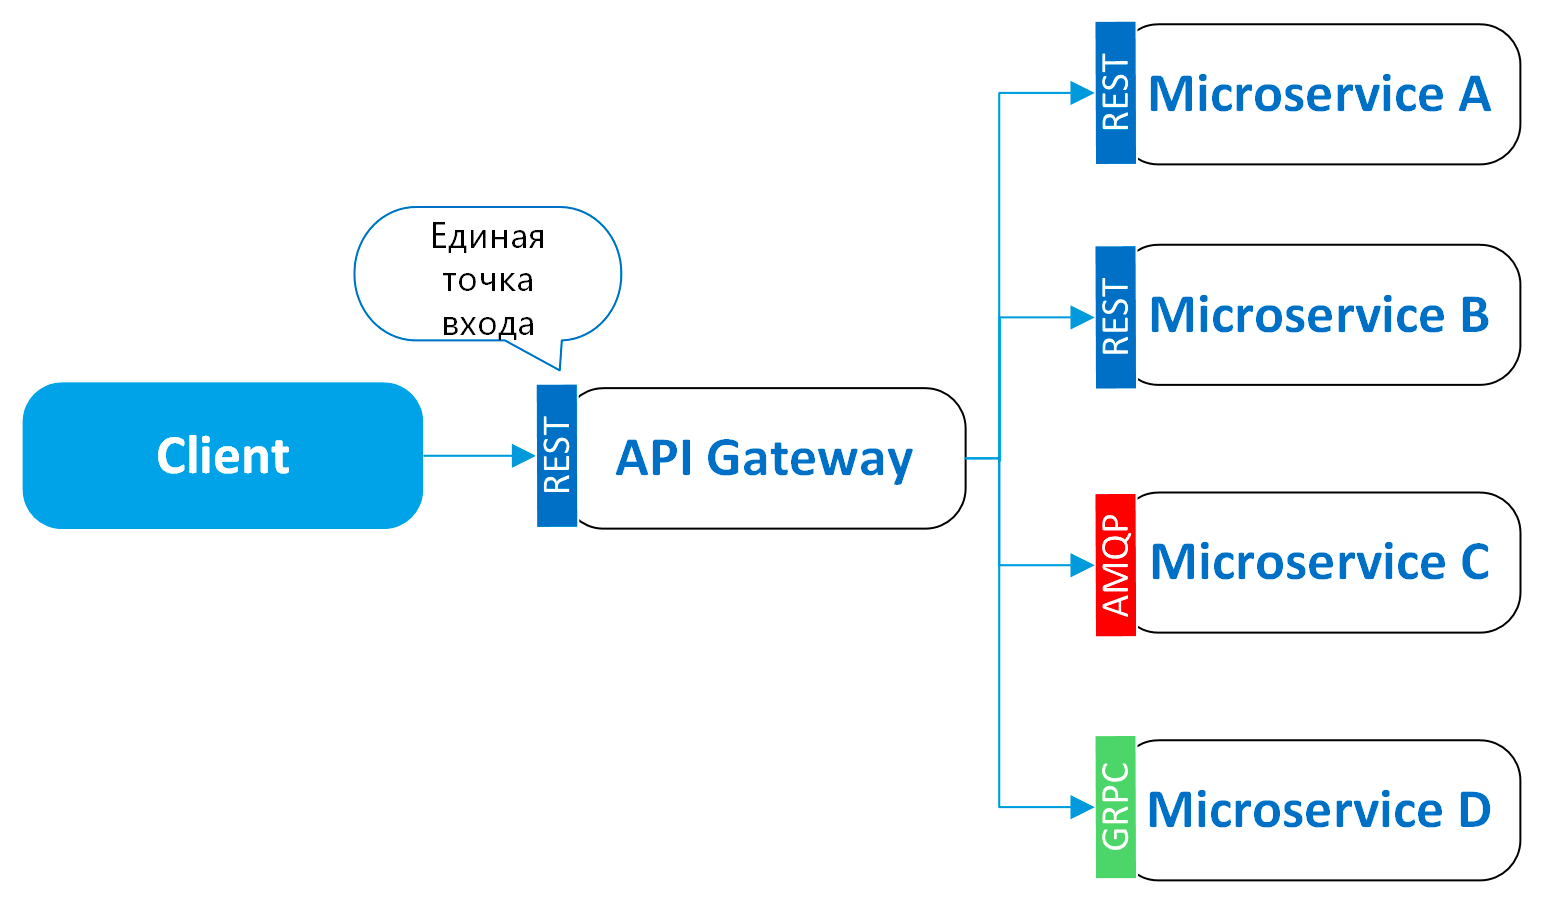 Единая
точка
входа
Client
REST
API Gateway
REST
Microservice A
REST
Microservice B
AMQP
Microservice C
GRPC
Microservice D